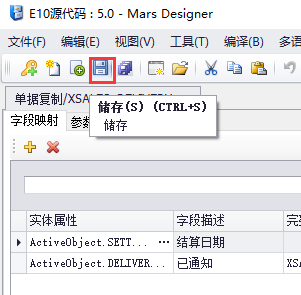 E10源代码 : 5.0 - Mars Designer
文件(F) 编辑(E) 视图(V) 工具(T) 编译(B) 多语
单据复制/XSALES_DELIVERY
储存(S) (CTRL+S)
储存
字段映射 参数
实体属性 字段描述 完
ActiveObject.SETT... ... 结算日期
ActiveObject.DELIVER... 已通知 XSA